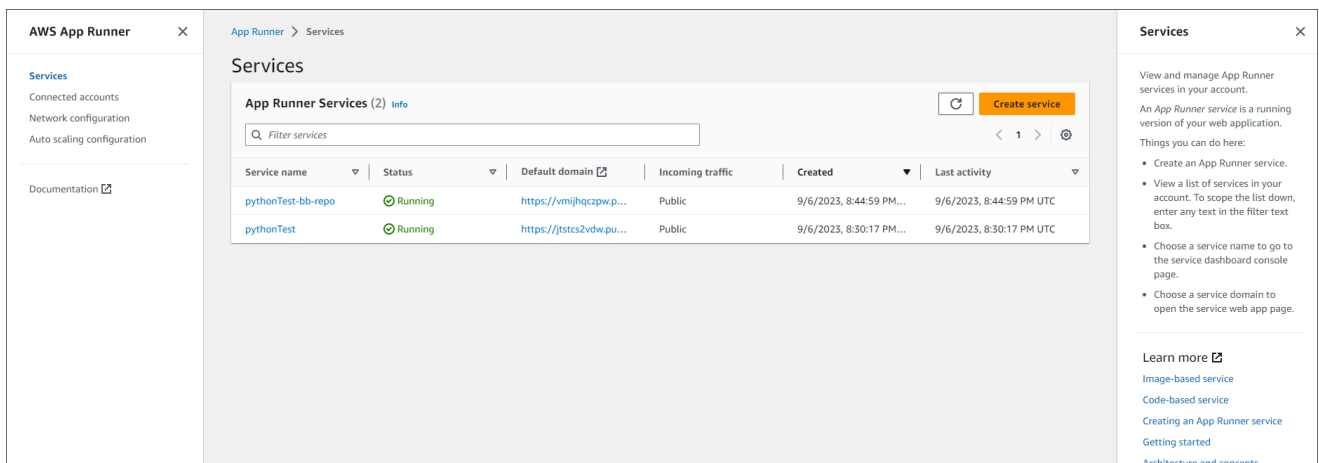 AWS App Runner
Services
Connected accounts
Network configuration
Auto scaling configuration
Documentation
App Runner > Services
Services
App Runner Services (2) Info
Create service
Filter services
< 1 >
Service name Status Default domain Incoming traffic Created Last activity
pythonTest-bb-repo Running https://vmijhqczpw.p... Public 9/6/2023, 8:44:59 PM... 9/6/2023, 8:44:59 PM UTC
pythonTest Running https://jtstcs2vdw.pu... Public 9/6/2023, 8:30:17 PM... 9/6/2023, 8:30:17 PM UTC
Services
View and manage App Runner
services in your account.
An App Runner service is a running
version of your web application.
Things you can do here:
• Create an App Runner service.
• View a list of services in your
account. To scope the list down,
enter any text in the filter text
box.
• Choose a service name to go to
the service dashboard console
page.
• Choose a service domain to
open the service web app page.
Learn more
Image-based service
Code-based service
Creating an App Runner service
Getting started
Architecture and concepts